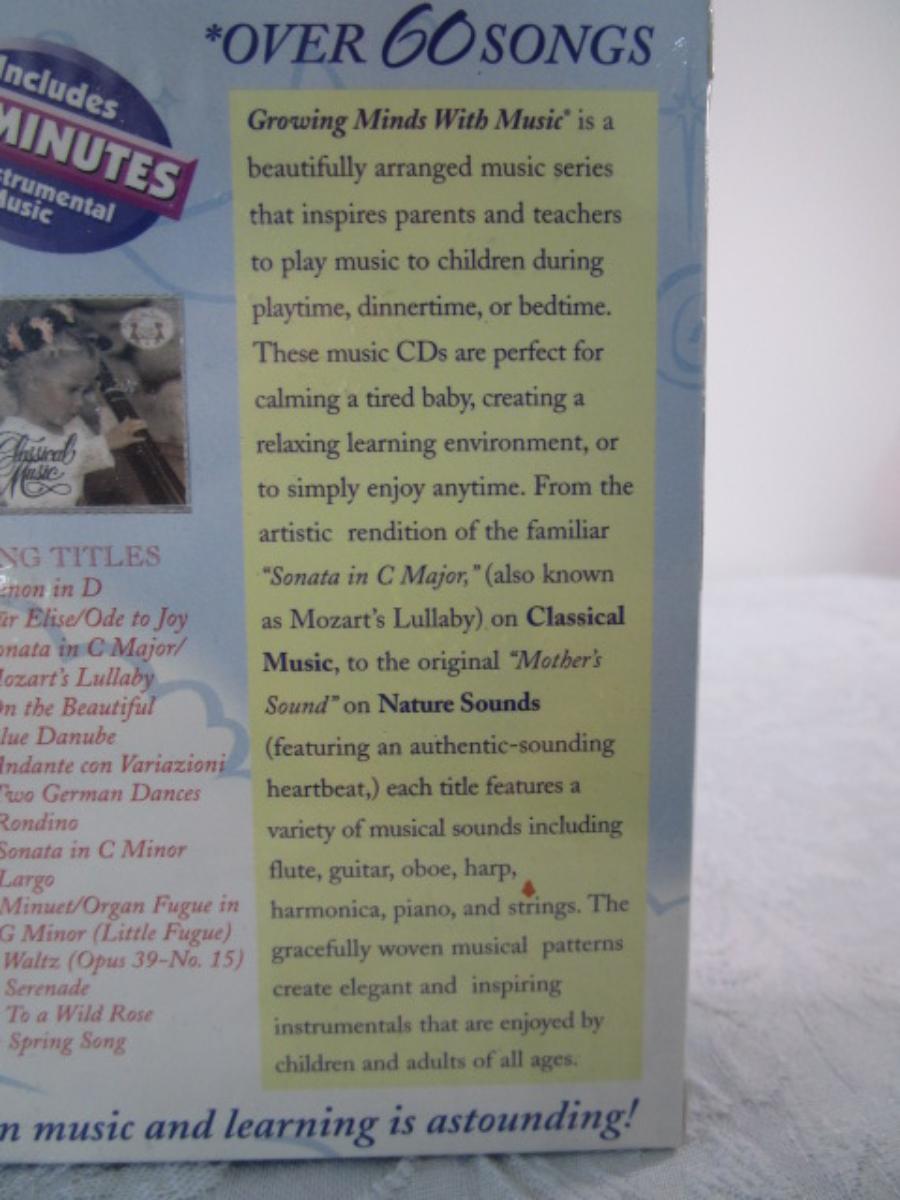 *OVER 60 SONGS
Includes
MINUTES
Music
Growing Minds With Music* is a
beautifully arranged music series
that inspires parents and teachers
to play music to children during
playtime, dinnertime, or bedtime.
These music CDs are perfect for
calming a tired baby, creating a
relaxing learning environment, or
to simply enjoy anytime. From the
artistic rendition of the familiar
"Sonata in C Major," (also known
as Mozart's Lullaby) on Classical
Music, to the original "Mother's
Sound" on Nature Sounds
(featuring an authentic-sounding
heartbeat,) each title features a
variety of musical sounds including
flute, guitar, oboe, harp,
harmonica, piano, and strings. The
gracefully woven musical patterns
create elegant and inspiring
instrumentals that are enjoyed by
children and adults of all ages.
Classical
Music
TITLES
in D
Elise/Ode to Joy
in C Major/
Lullaby
the Beautiful
Danube
Andante con Variazioni
Two German Dances
Rondino
Sonata in C Minor
Largo
Minuet/Organ Fugue in
G Minor (Little Fugue)
Waltz (Opus 39-No. 15)
Serenade
To a Wild Rose
Spring Song
music and learning is astounding!